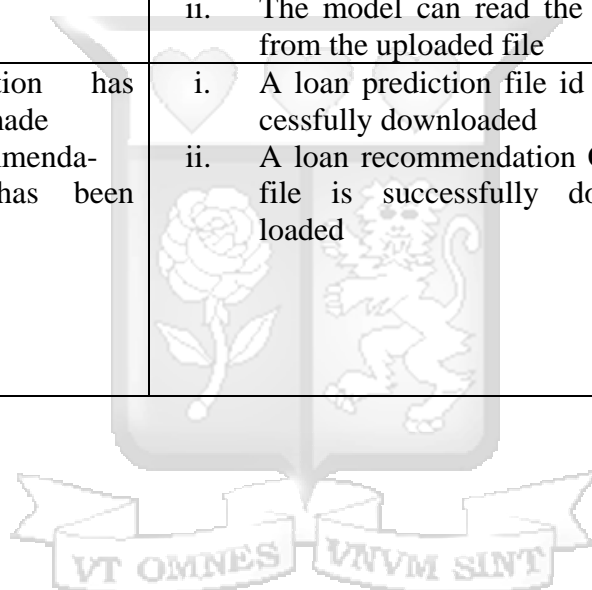 ii. The model can read the
from the uploaded file
tion has
made
mmenda-
has been
i. A loan prediction file id
cessfully downloaded
ii. A loan recommendation
file is successfully do
loaded
VT OMNES VNVM SINT